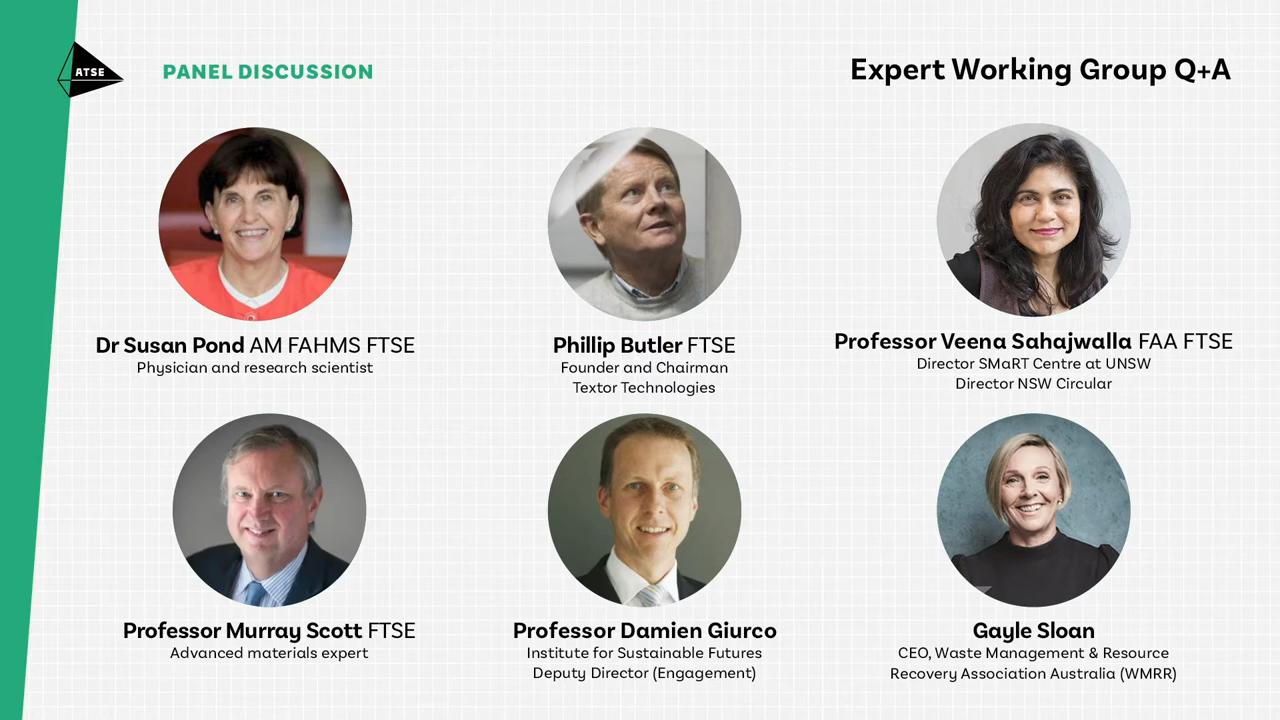 ATSE
PANEL DISCUSSION
Expert Working Group Q+A
Dr Susan Pond AM FAHMS FTSE
Physician and research scientist
Phillip Butler FTSE
Founder and Chairman
Textor Technologies
Professor Veena Sahajwalla FAA FTSE
Director SMaRT Centre at UNSW
Director NSW Circular
Professor Murray Scott FTSE
Advanced materials expert
Professor Damien Giurco
Institute for Sustainable Futures
Deputy Director (Engagement)
Gayle Sloan
CEO, Waste Management & Resource
Recovery Association Australia (WMRR)